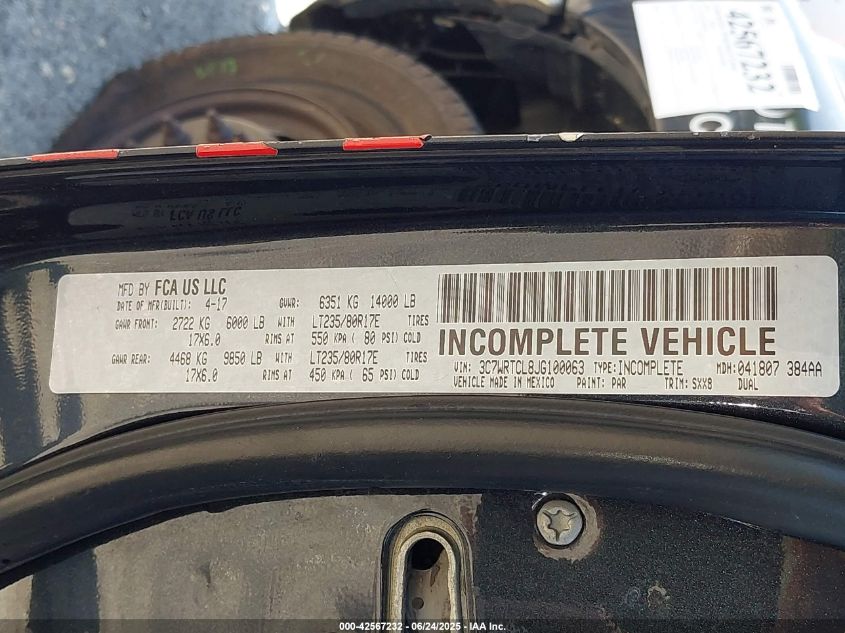 42567232
MFD BY FCA US LLC
DATE OF MFR(BUILT): 4-17 GVWR: 6351 KG 14000 LB
GAWR FRONT: 2722 KG 6000 LB WITH LT235/80R17E TIRES
17X6.0 RIMS AT 550 KPA ( 80 PSI) COLD
GAWR REAR: 4468 KG 9850 LB WITH LT235/80R17E TIRES
17X6.0 RIMS AT 450 KPA ( 65 PSI) COLD
INCOMPLETE VEHICLE
VIN: 3C7WRTCL8JG100063 TYPE: INCOMPLETE MDH: 041807 384AA
VEHICLE MADE IN MEXICO PAINT: PAR TRIM: SXX8 DUAL
000-42567232 - 06/24/2025 - IAA Inc.